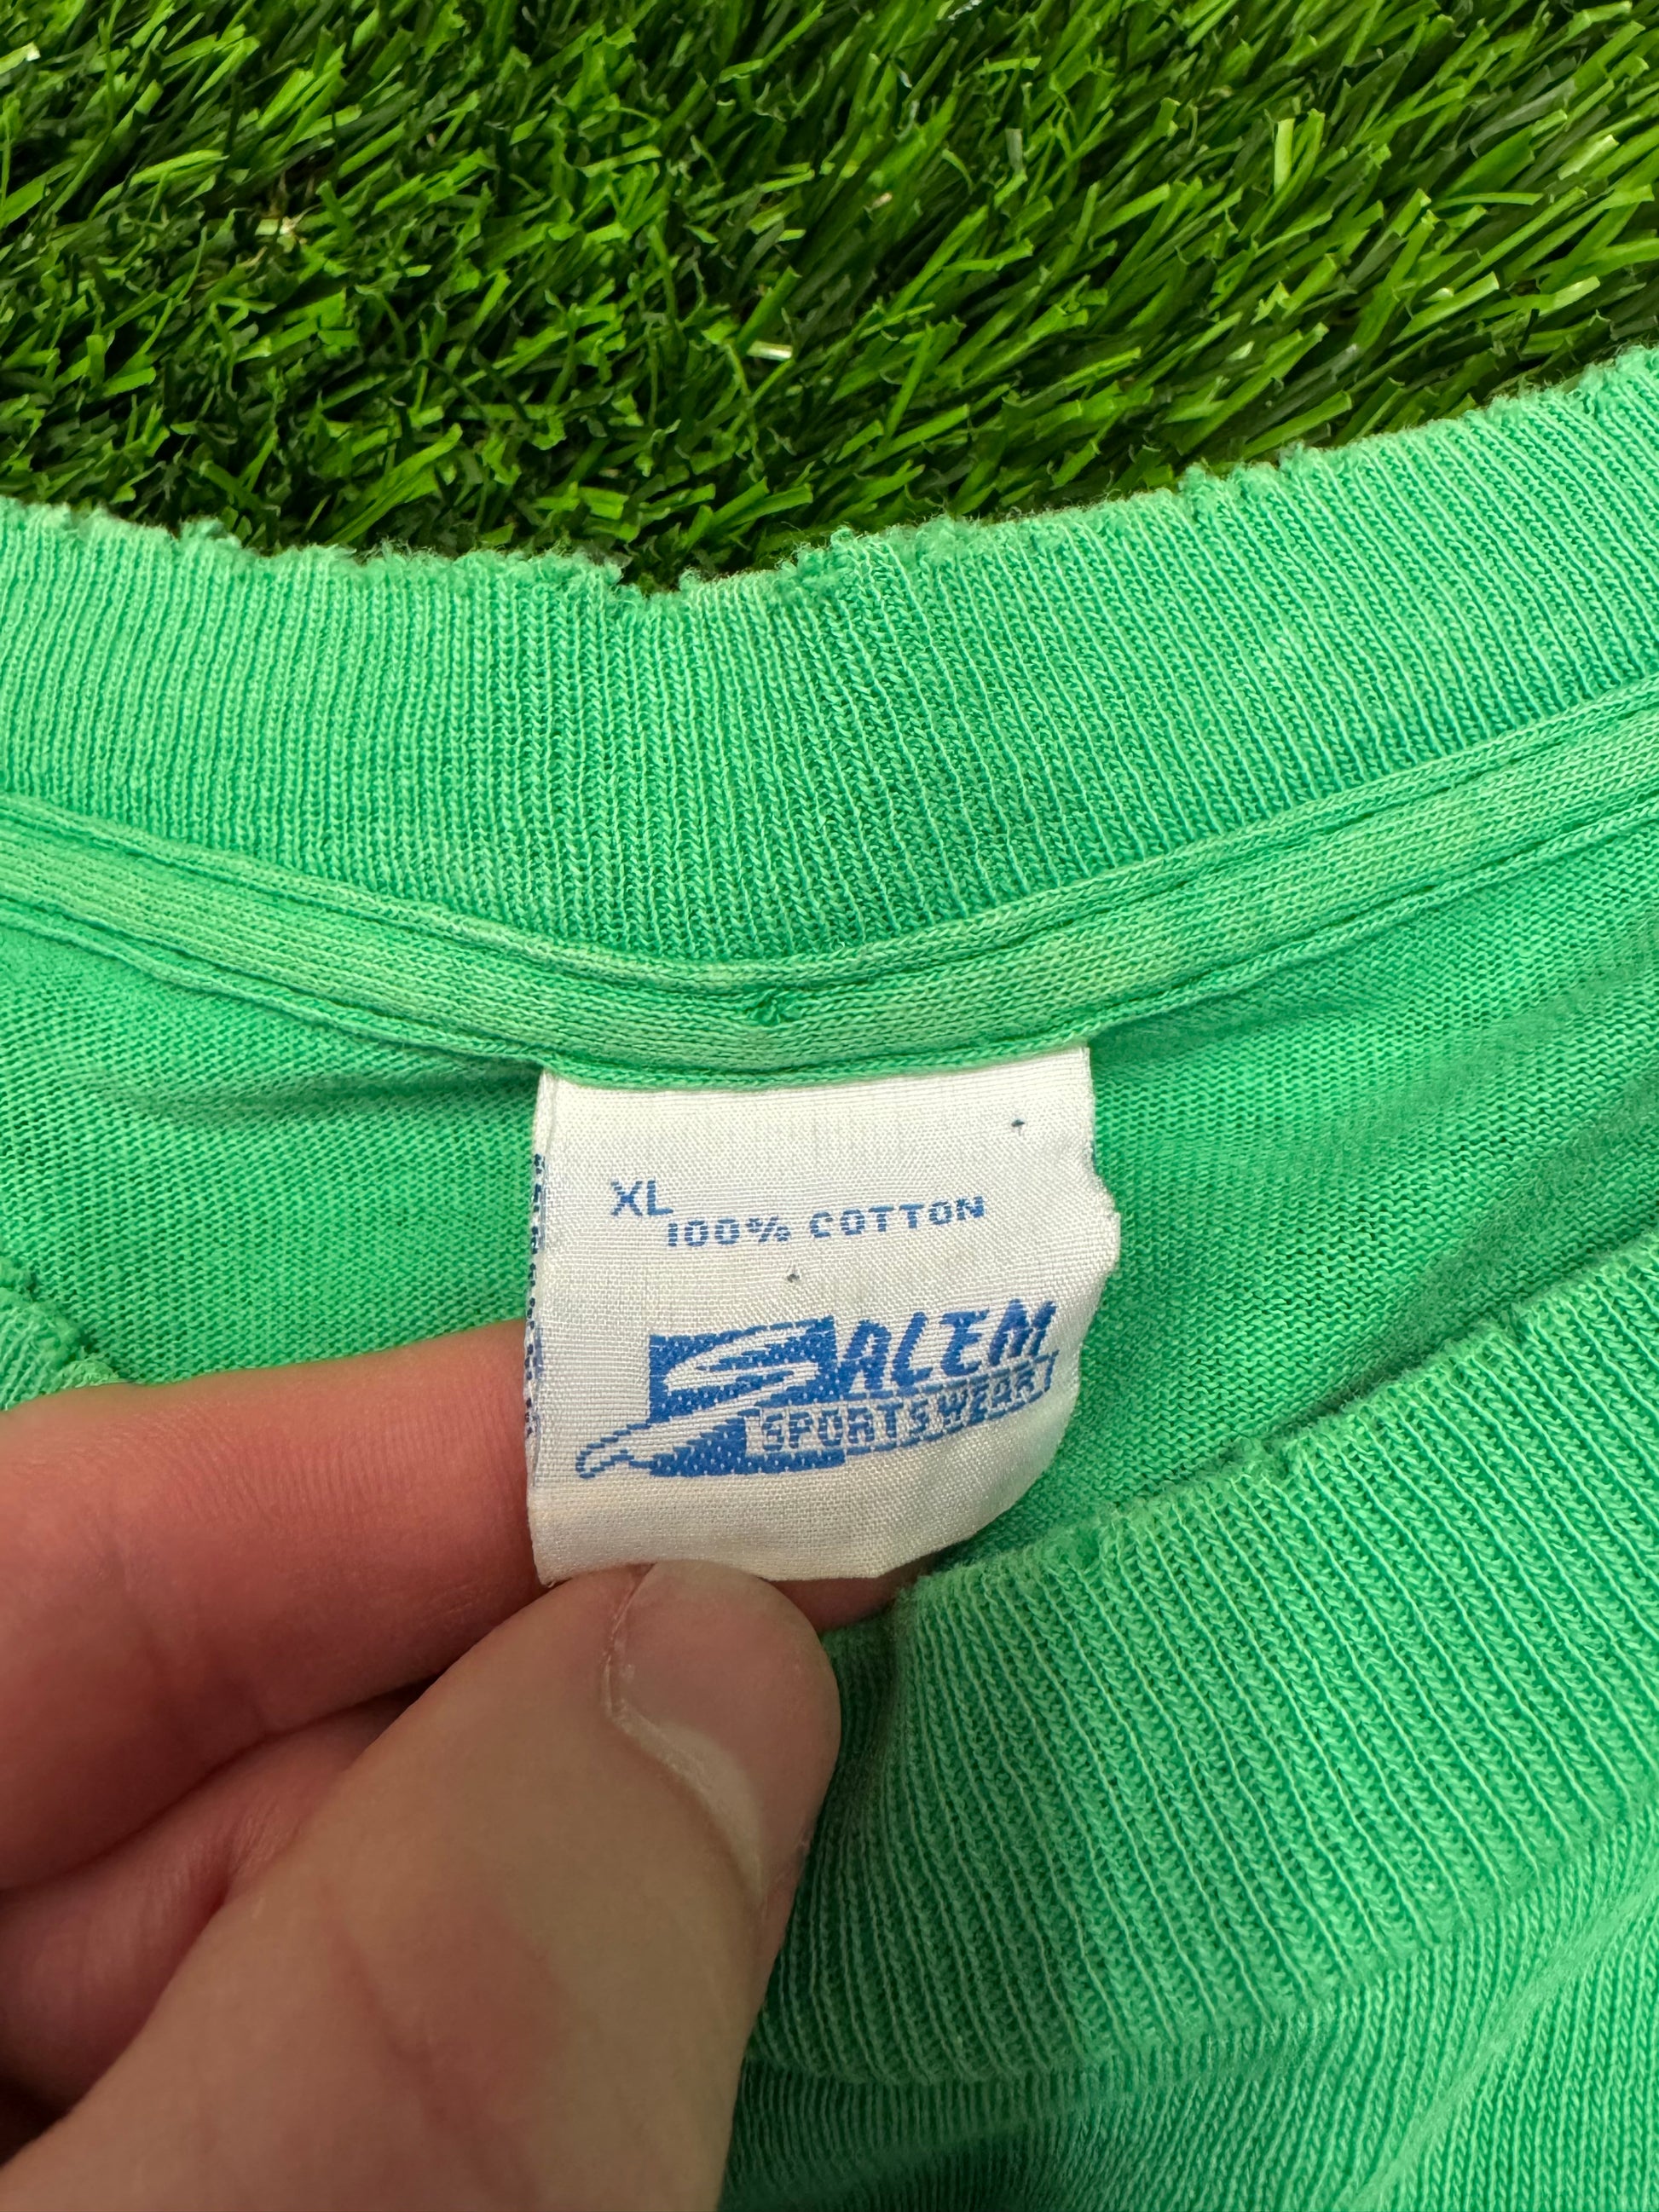 XL
100% COTTON
SALEM
SPORTSWEAR